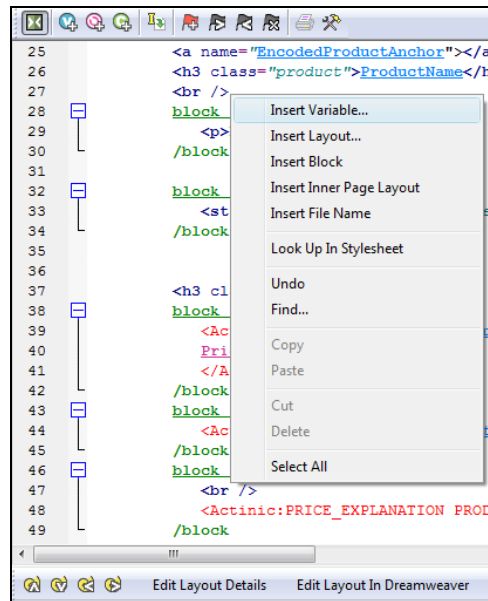 25 <a name="EncodedProductAnchor"></a
26 <h3 class="product">ProductName</h
27 <br />
28 block
29 <p>
30 /block
31
32 block
33 <st
34 /block
35
36
37 <h3 cl
38 block
39 <Ac
40 Pri
41 </A
42 /block
43 block
44 <Ac
45 /block
46 block
47 <br />
48 <Actinic:PRICE_EXPLANATION PROD
49 /block
Insert Variable...
Insert Layout...
Insert Block
Insert Inner Page Layout
Insert File Name
Look Up In Stylesheet
Undo
Find...
Copy
Paste
Cut
Delete
Select All
Edit Layout Details Edit Layout In Dreamweaver